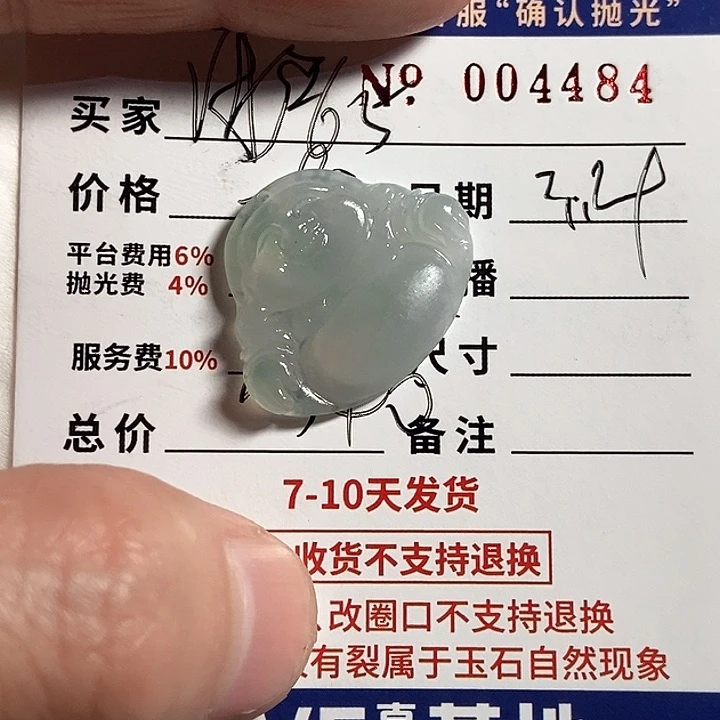 服“确认抛光”
No. 004484
买家
价格 日期 3.24
平台费用6%
抛光费 4% 播
服务费10% 尺寸
总价 备注
7-10天发货
收货不支持退换
改圈口不支持退换
有裂属于玉石自然现象